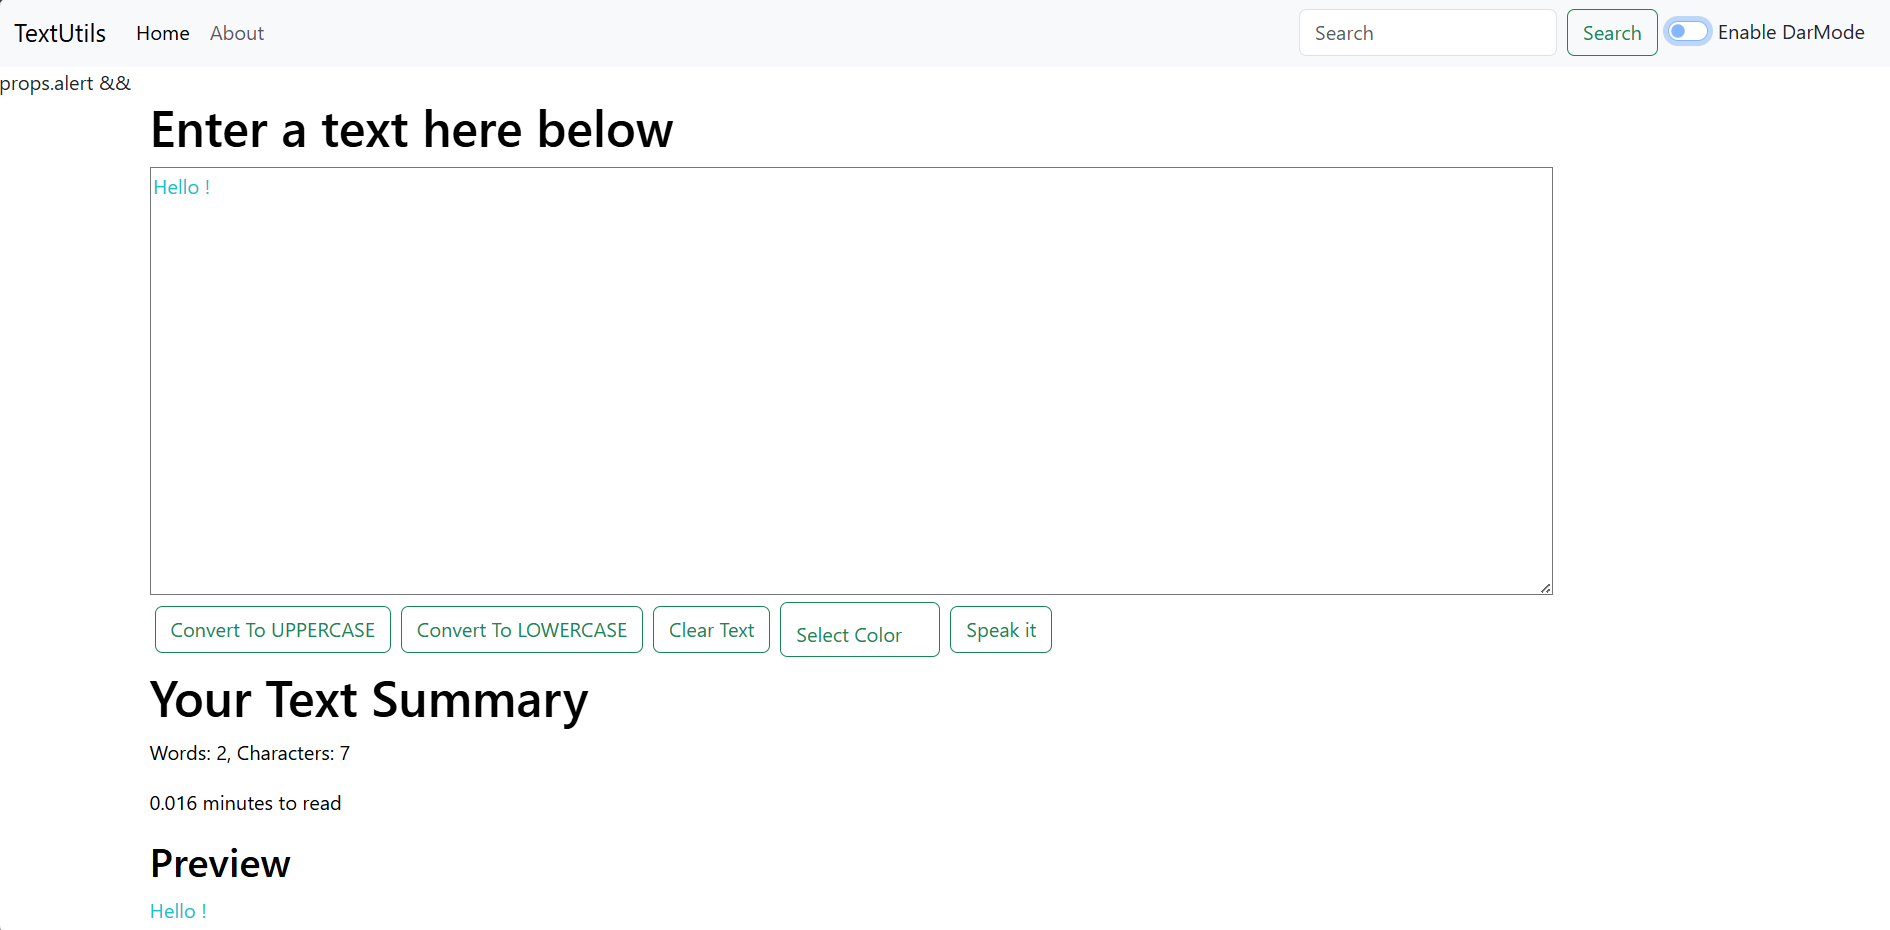 TextUtils Home About Search Search Enable DarMode
props.alert &&
Enter a text here below
Hello !
Convert To UPPERCASE Convert To LOWERCASE Clear Text Select Color Speak it
Your Text Summary
Words: 2, Characters: 7
0.016 minutes to read
Preview
Hello !